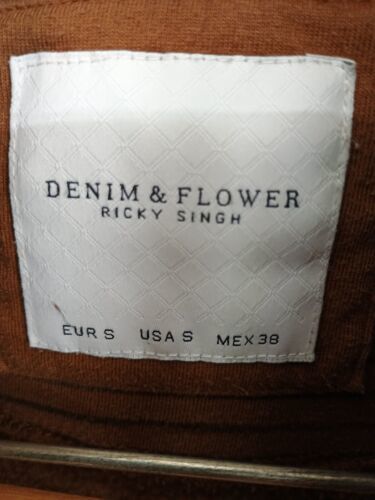 DENIM & FLOWER
RICKY SINGH
EUR S USA S MEX 38